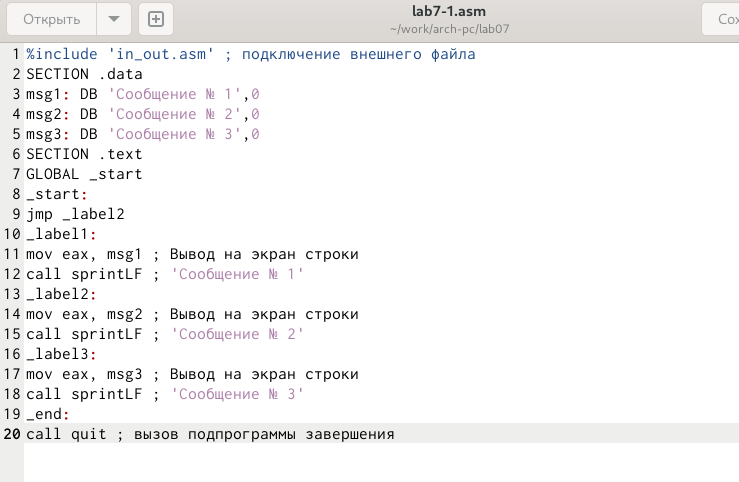 Открыть
lab7-1.asm
~/work/arch-pc/lab07
Сох
1 %include 'in_out.asm' ; подключение внешнего файла
2 SECTION .data
3 msg1: DB 'Сообщение № 1',0
4 msg2: DB 'Сообщение № 2',0
5 msg3: DB 'Сообщение № 3',0
6 SECTION .text
7 GLOBAL _start
8 _start:
9 jmp _label2
10 _label1:
11 mov eax, msg1 ; Вывод на экран строки
12 call sprintLF ; 'Сообщение № 1'
13 _label2:
14 mov eax, msg2 ; Вывод на экран строки
15 call sprintLF ; 'Сообщение № 2'
16 _label3:
17 mov eax, msg3 ; Вывод на экран строки
18 call sprintLF ; 'Сообщение № 3'
19 _end:
20 call quit ; вызов подпрограммы завершения